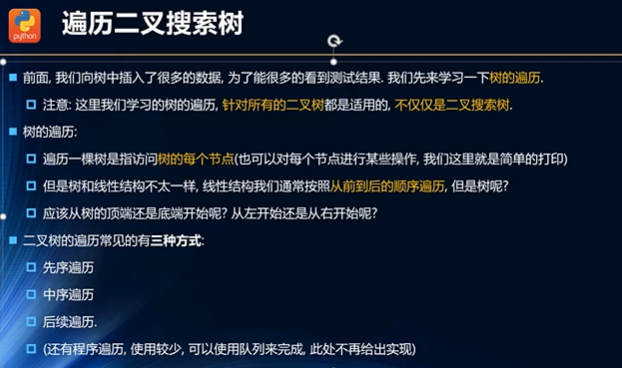 python
遍历二叉搜索树
前面, 我们向树中插入了很多的数据, 为了能很多的看到测试结果. 我们先来学习一下树的遍历.
注意: 这里我们学习的树的遍历, 针对所有的二叉树都是适用的, 不仅仅是二叉搜索树.
树的遍历:
遍历一棵树是指访问树的每个节点(也可以对每个节点进行某些操作, 我们这里就是简单的打印)
但是树和线性结构不太一样, 线性结构我们通常按照从前到后的顺序遍历, 但是树呢?
应该从树的顶端还是底端开始呢? 从左开始还是从右开始呢?
二叉树的遍历常见的有三种方式:
先序遍历
中序遍历
后续遍历.
(还有程序遍历, 使用较少, 可以使用队列来完成, 此处不再给出实现)